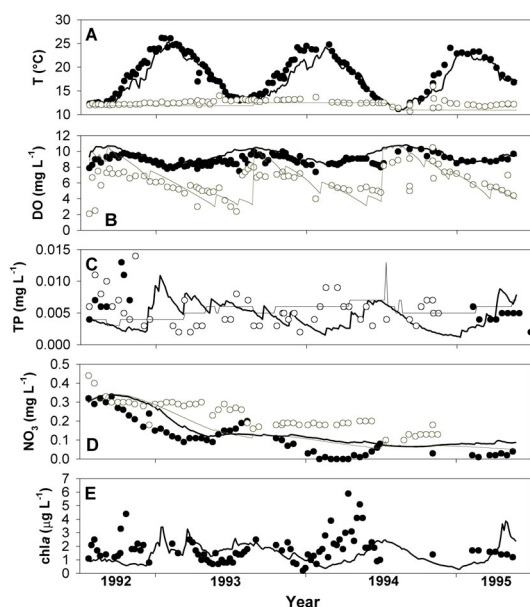 A
T (°C)
30
25
20
15
10
B
DO (mg L⁻¹)
12
10
8
6
4
2
0
C
TP (mg L⁻¹)
0.015
0.010
0.005
0.000
D
NO₃ (mg L⁻¹)
0.5
0.4
0.3
0.2
0.1
0.0
E
chla (µg L⁻¹)
7
6
5
4
3
2
1
0
1992 1993 1994 1995
Year